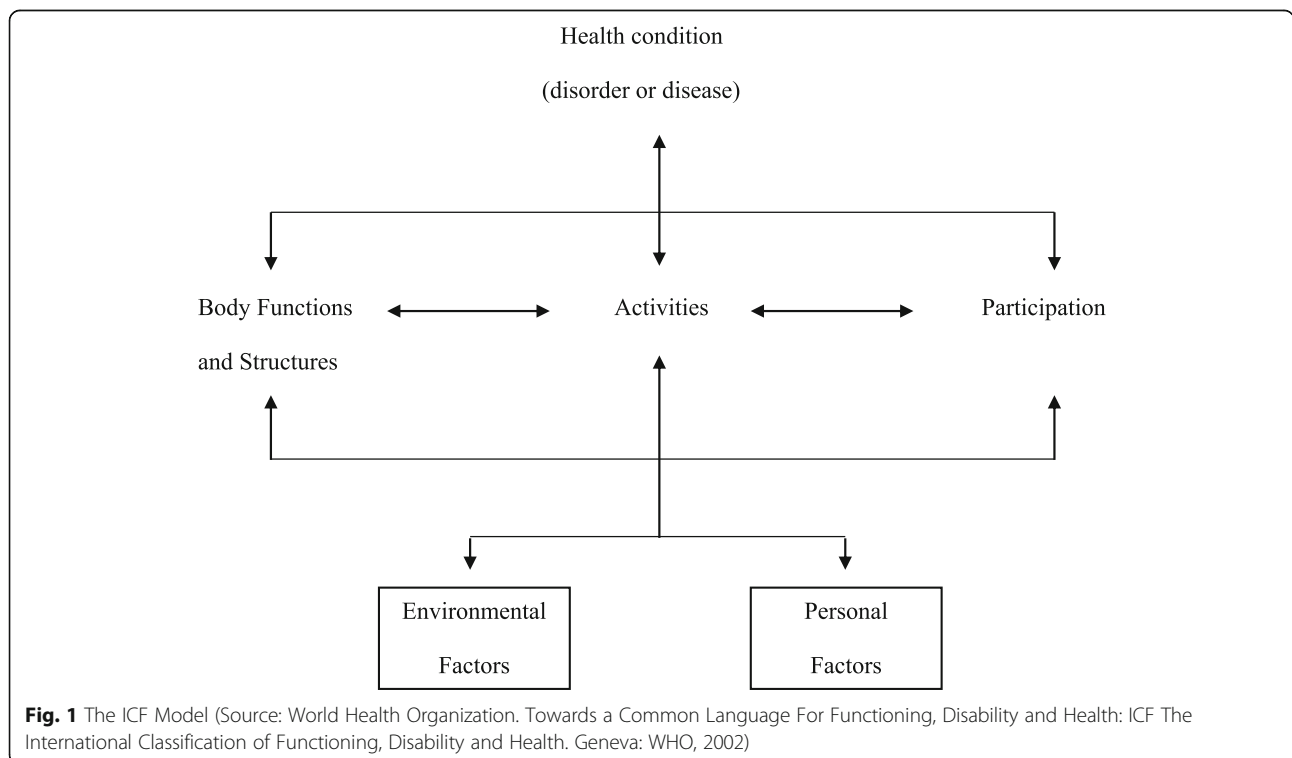 Health condition
(disorder or disease)
Body Functions
and Structures
Activities
Participation
Environmental
Factors
Personal
Factors
Fig. 1 The ICF Model (Source: World Health Organization. Towards a Common Language For Functioning, Disability and Health: ICF The
International Classification of Functioning, Disability and Health. Geneva: WHO, 2002)